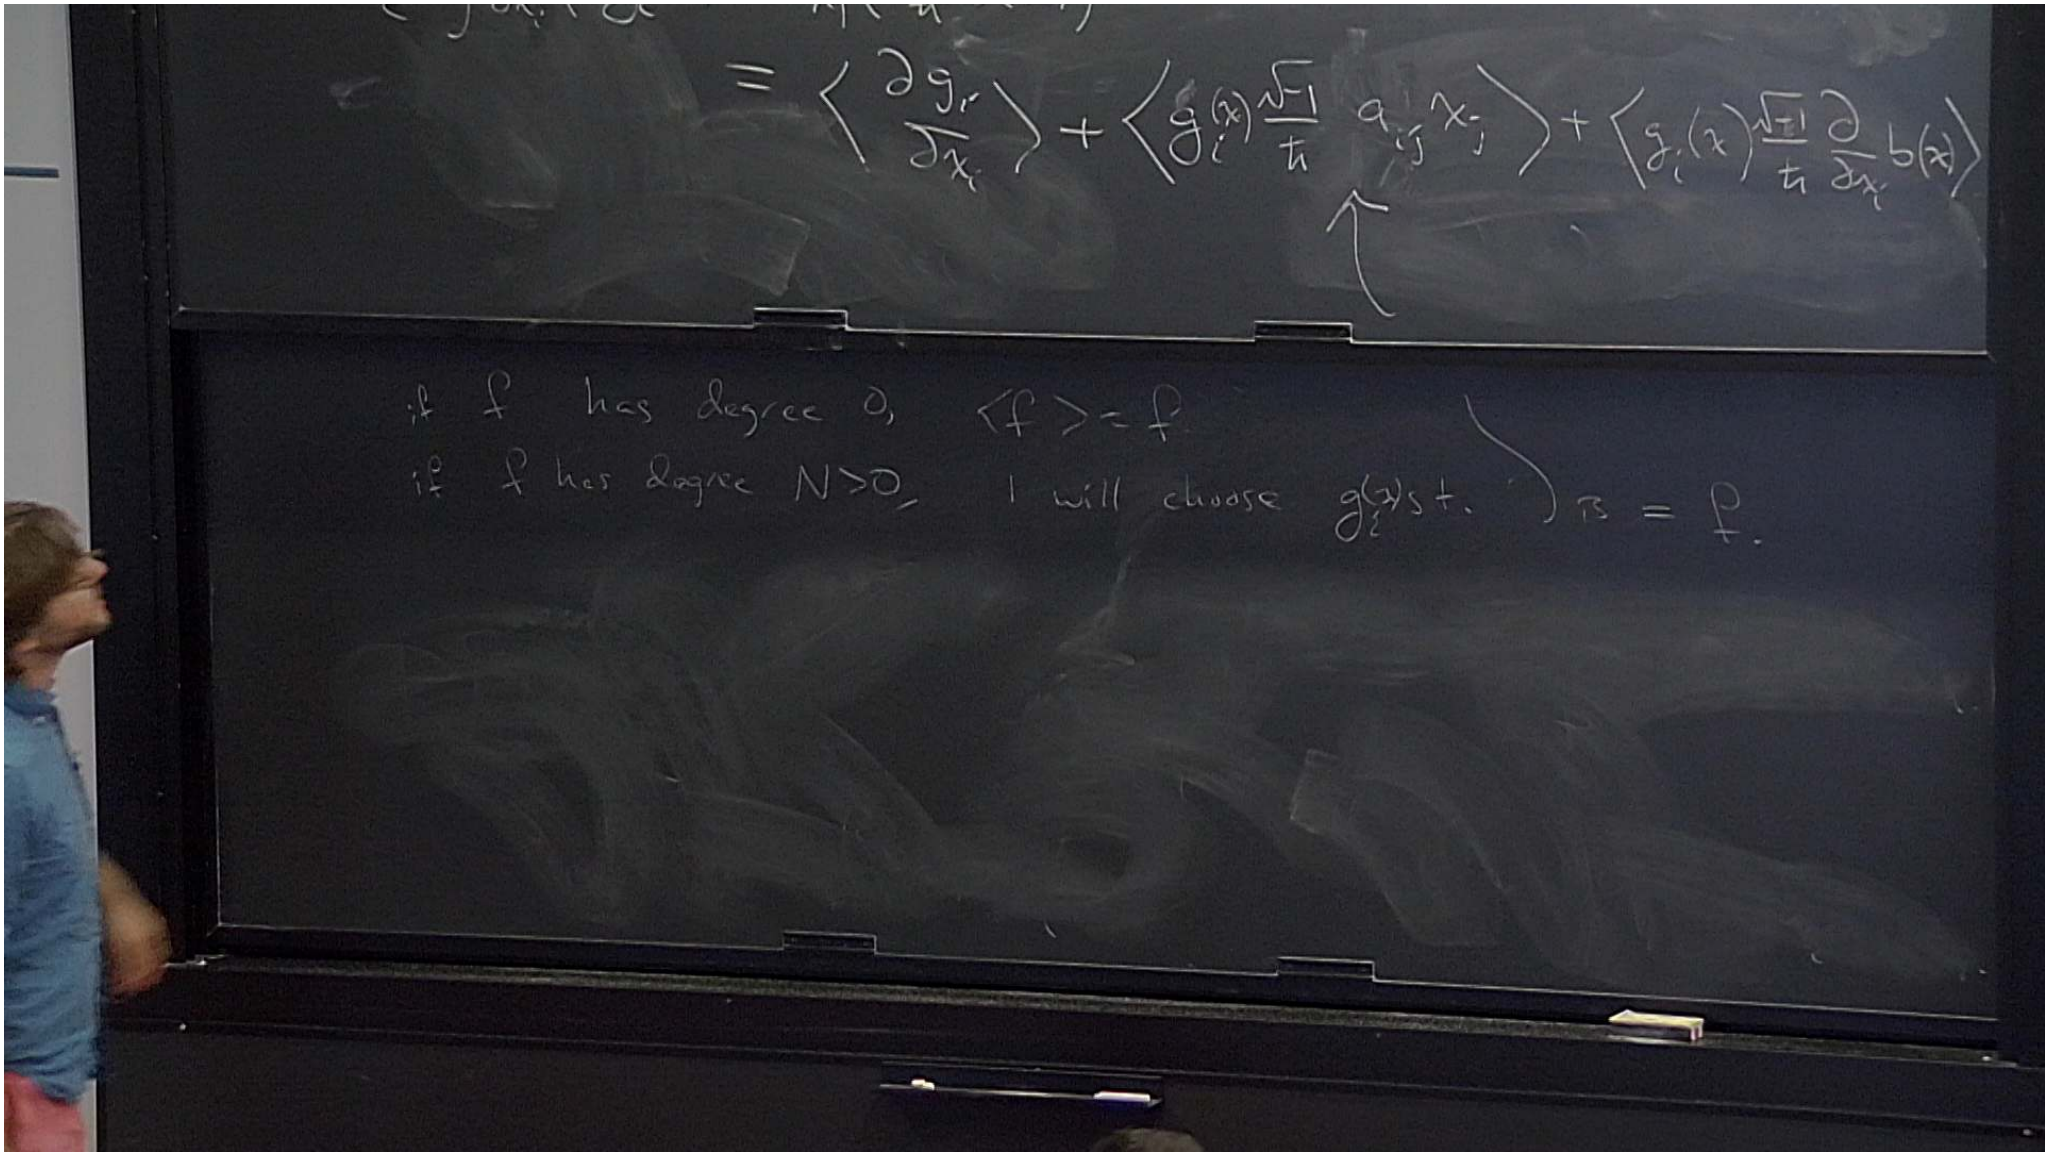 = ⟨ ∂g_i / ∂x_i ⟩ + ⟨ g_i(x) √-1/ħ a_ij x_j ⟩ + ⟨ g_i(x) √-1/ħ ∂/∂x_i b(x) ⟩
if f has degree 0, <f> = f.
if f has degree N>0, I will choose g_i(x) s.t. is = f.